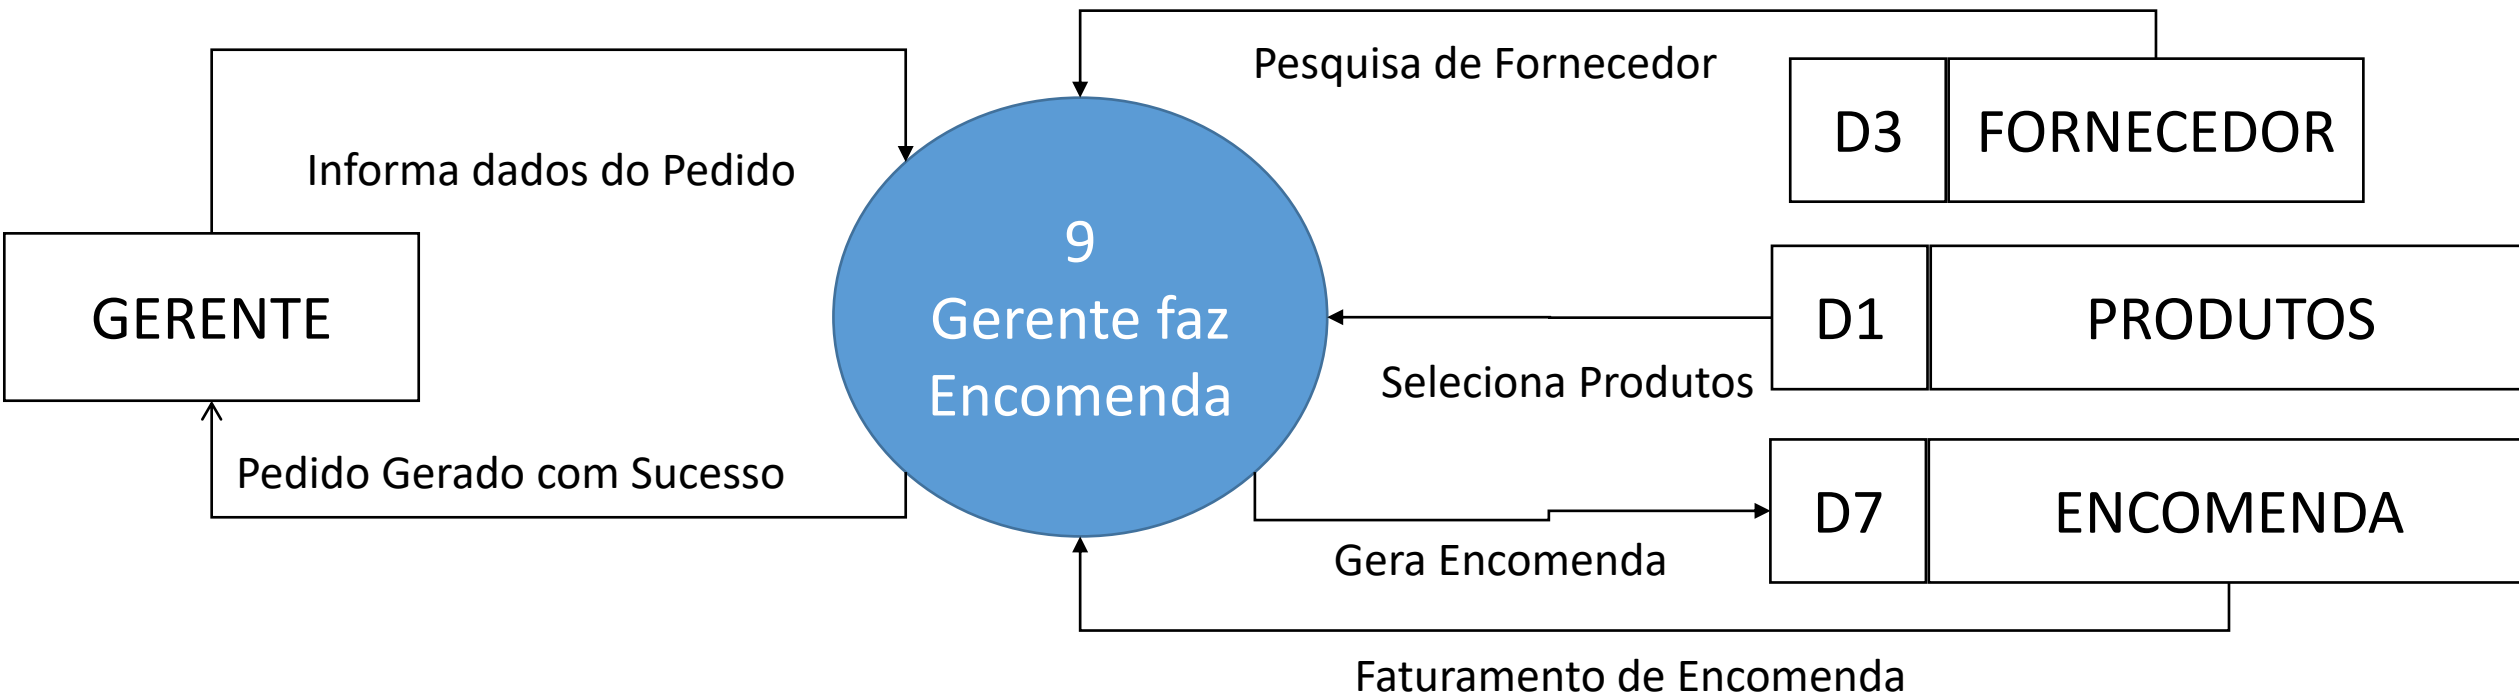 Pesquisa de Fornecedor
D3 FORNECEDOR
Informa dados do Pedido
9
Gerente faz
Encomenda
GERENTE
D1 PRODUTOS
Seleciona Produtos
Pedido Gerado com Sucesso
D7 ENCOMENDA
Gera Encomenda
Faturamento de Encomenda